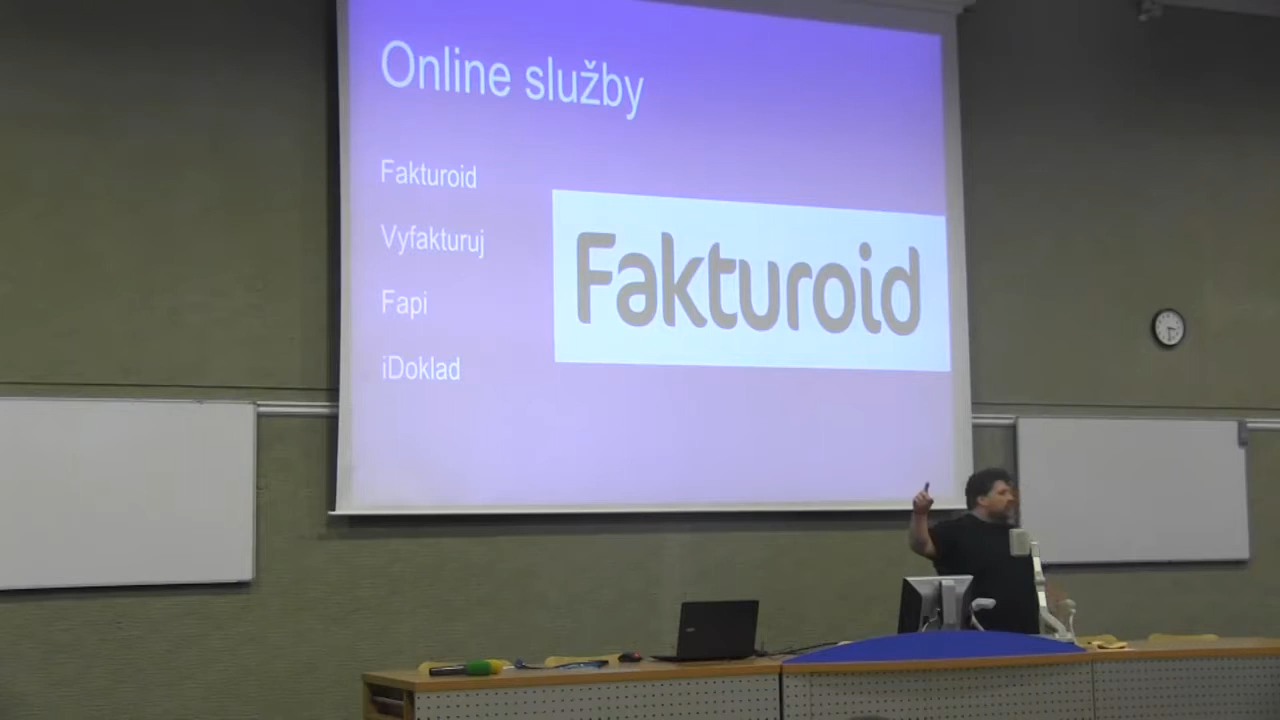 Online služby
Fakturoid
Vyfakturuj
Fapi
iDoklad
Fakturoid